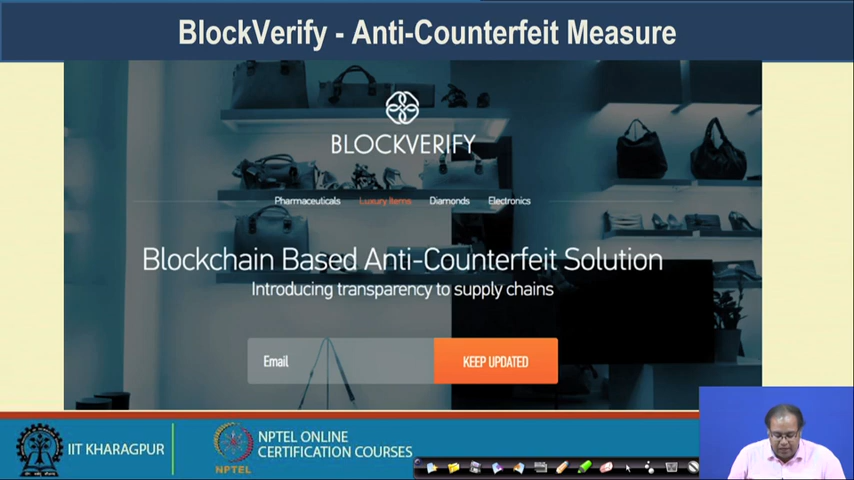 BlockVerify - Anti-Counterfeit Measure
BLOCKVERIFY
Pharmaceuticals Luxury Items Diamonds Electronics
Blockchain Based Anti-Counterfeit Solution
Introducing transparency to supply chains
Email KEEP UPDATED
IIT KHARAGPUR
NPTEL
NPTEL ONLINE
CERTIFICATION COURSES